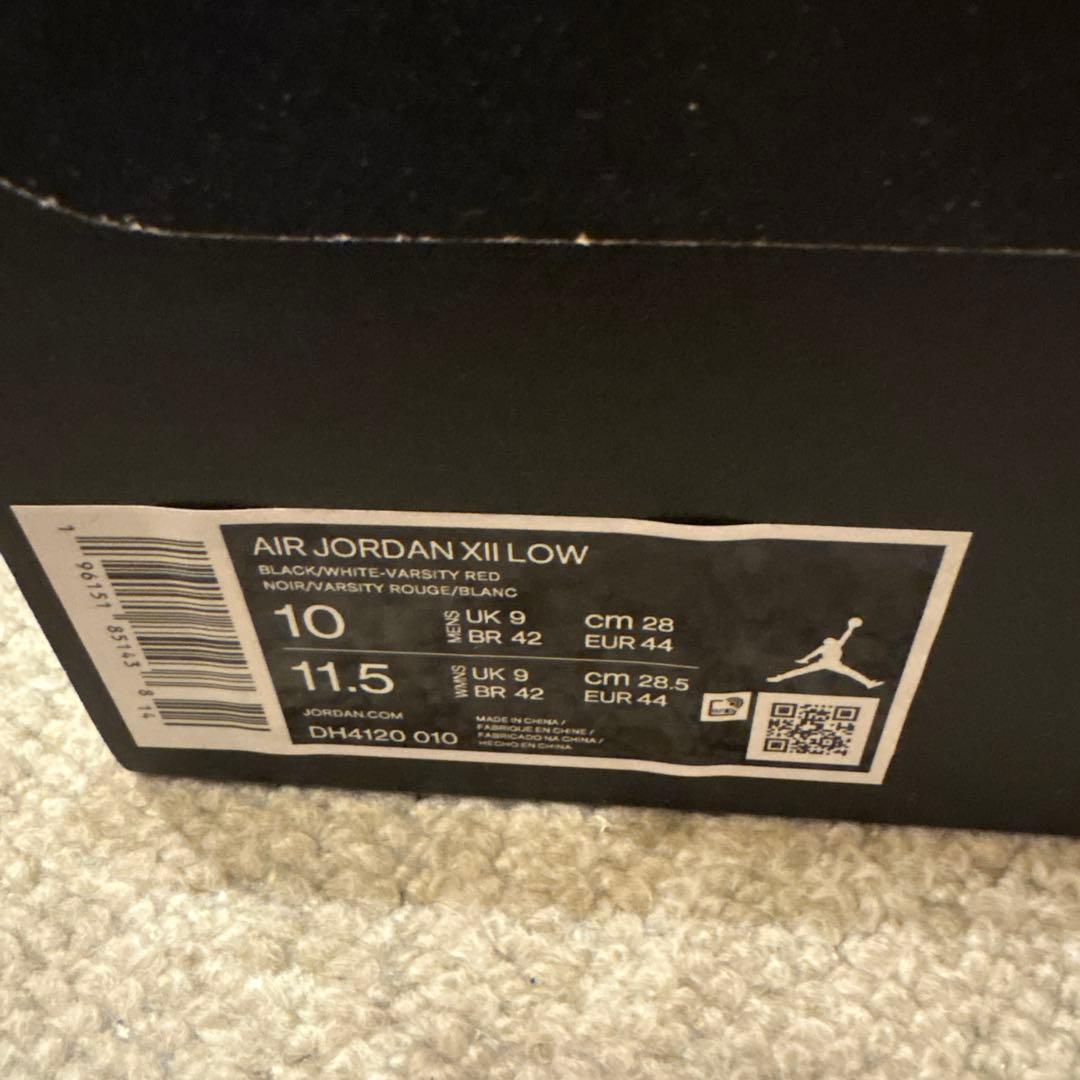 AIR JORDAN XII LOW
BLACK/WHITE-VARSITY RED
NOIR/VARSITY ROUGE/BLANC
10 MENS UK 9 cm 28
BR 42 EUR 44
11.5 WMNS UK 9 cm 28.5
BR 42 EUR 44
JORDAN.COM
DH4120 010
MADE IN CHINA /
FABRIQUE EN CHINE /
FABRICADO NA CHINA /
HECHO EN CHINA
1 96151 85143 8 14